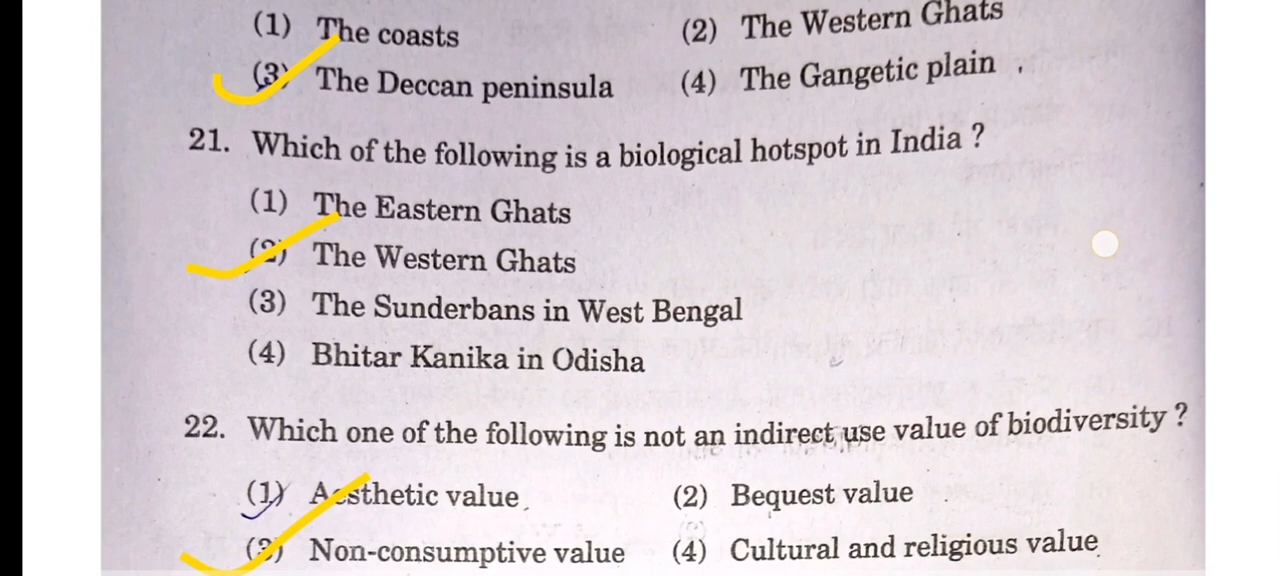 (1) The coasts (2) The Western Ghats
(3) The Deccan peninsula (4) The Gangetic plain
21. Which of the following is a biological hotspot in India ?
(1) The Eastern Ghats
(2) The Western Ghats
(3) The Sunderbans in West Bengal
(4) Bhitar Kanika in Odisha
22. Which one of the following is not an indirect use value of biodiversity ?
(1) Aesthetic value (2) Bequest value
(3) Non-consumptive value (4) Cultural and religious value